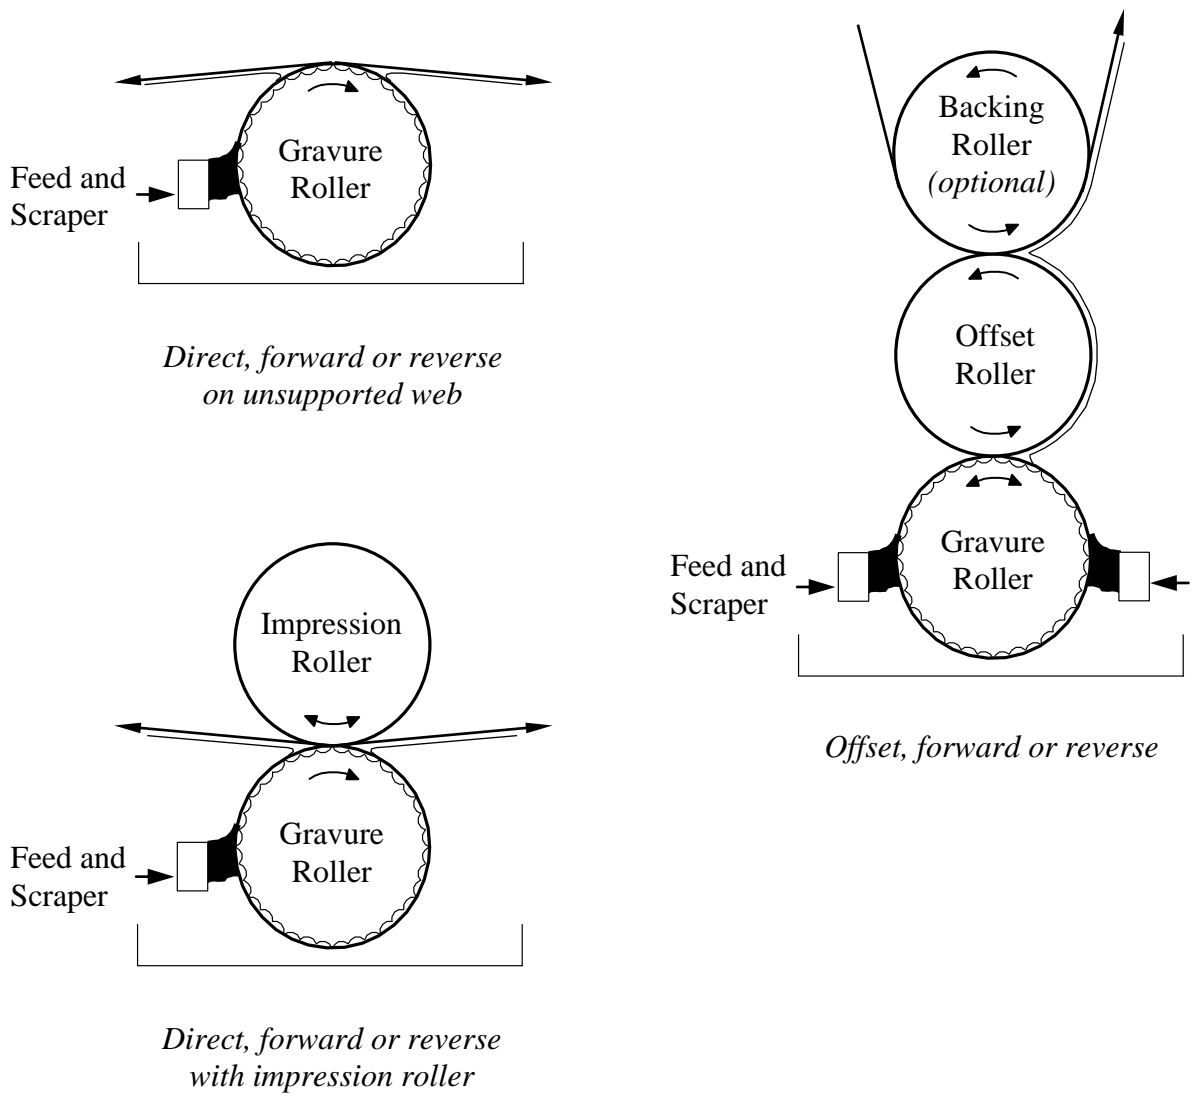 Gravure
Roller
Feed and
Scraper
Direct, forward or reverse
on unsupported web
Impression
Roller
Gravure
Roller
Feed and
Scraper
Direct, forward or reverse
with impression roller
Backing
Roller
(optional)
Offset
Roller
Gravure
Roller
Feed and
Scraper
Offset, forward or reverse